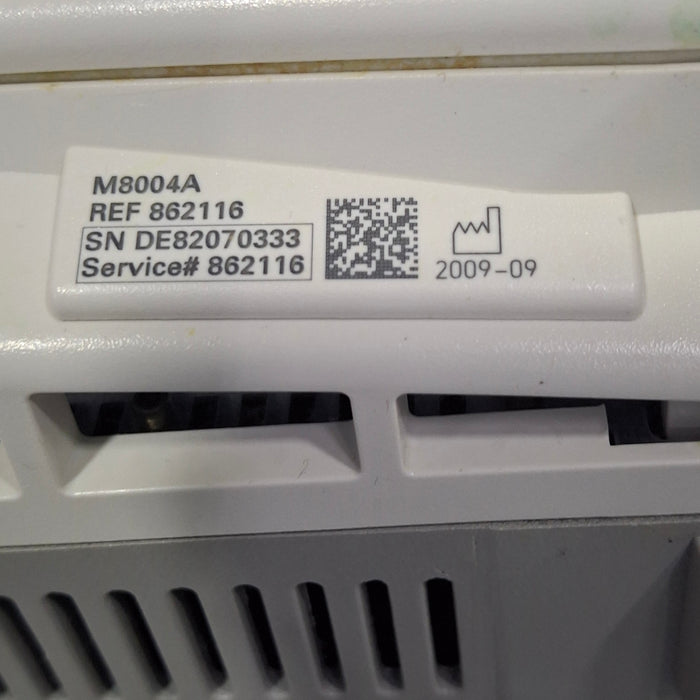 M8004A
REF 862116
SN DE82070333
Service# 862116
2009-09